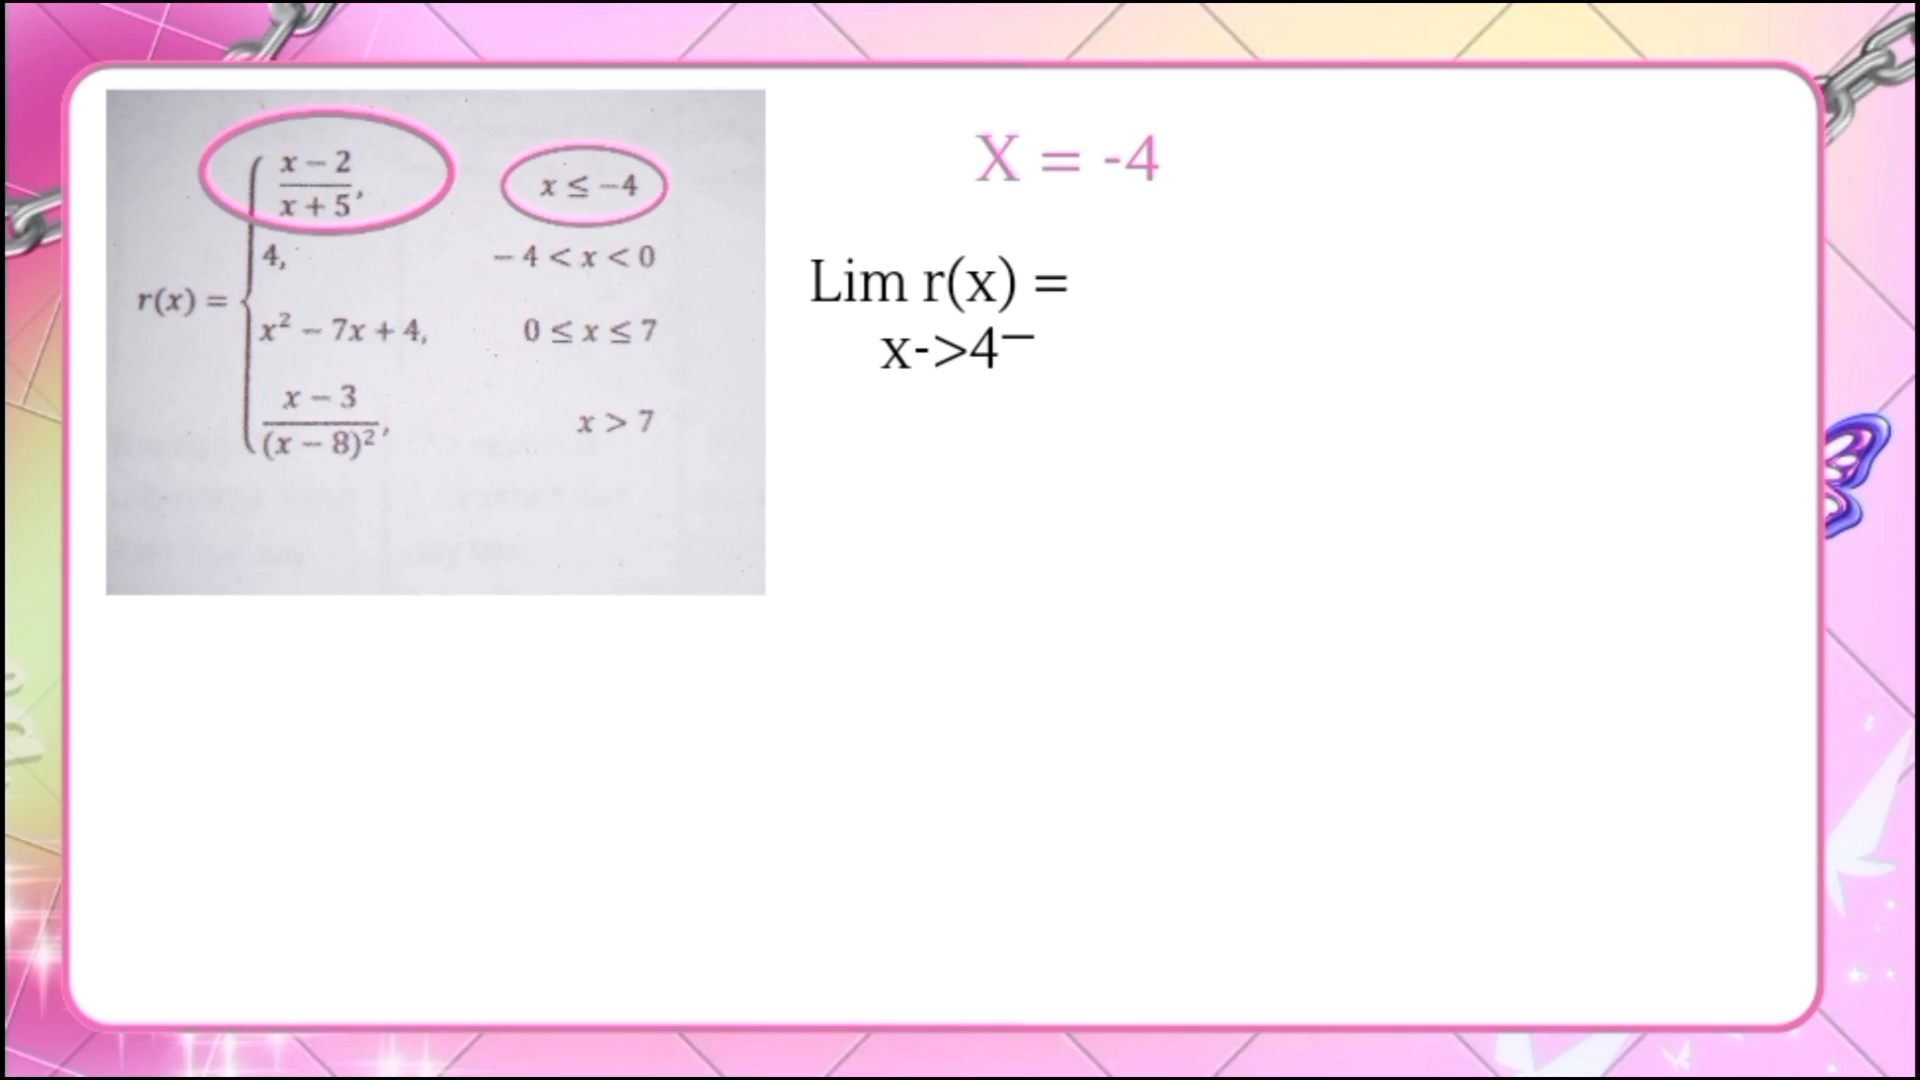 x − 2
x + 5 ,
x ≤ −4
4,
− 4 < x < 0
r(x) =
x² − 7x + 4,
0 ≤ x ≤ 7
x − 3
(x − 8)² ,
x > 7
X = -4
Lim r(x) =
x->4⁻